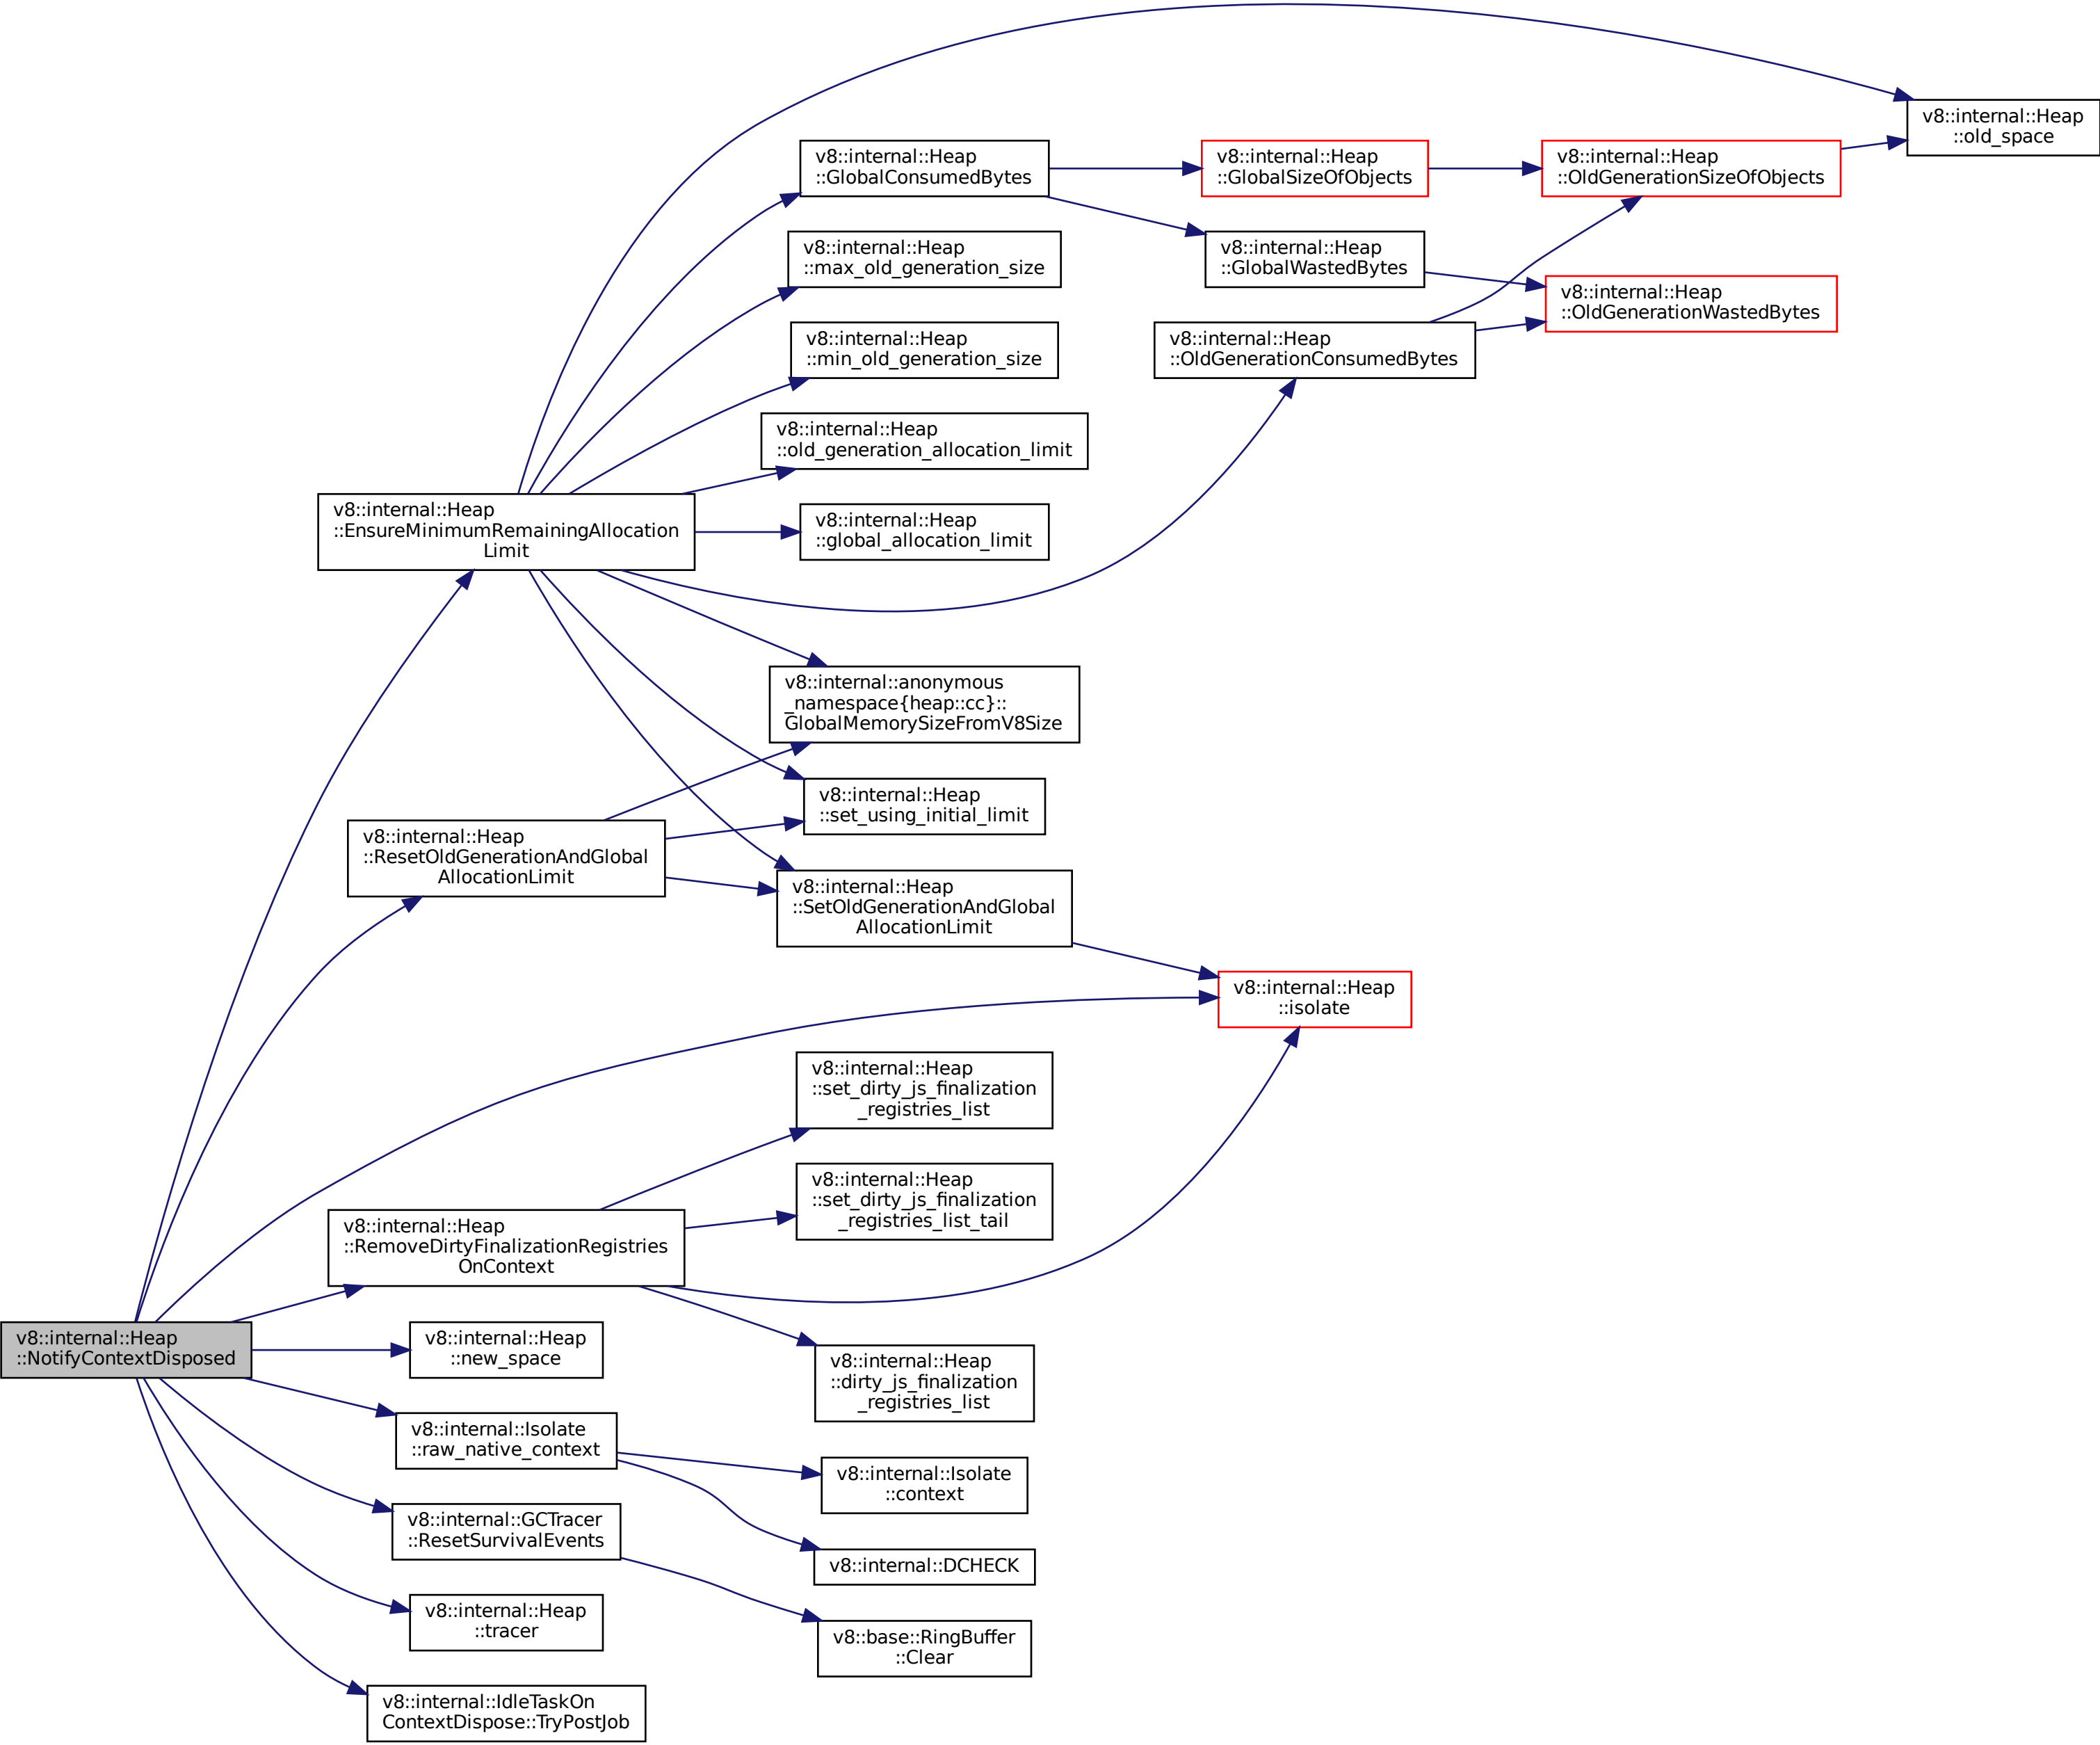 v8::internal::Heap
::NotifyContextDisposed
v8::internal::Heap
::EnsureMinimumRemainingAllocation
Limit
v8::internal::Heap
::old_space
v8::internal::Heap
::GlobalConsumedBytes
v8::internal::Heap
::GlobalSizeOfObjects
v8::internal::Heap
::OldGenerationSizeOfObjects
v8::internal::Heap
::GlobalWastedBytes
v8::internal::Heap
::OldGenerationWastedBytes
v8::internal::Heap
::max_old_generation_size
v8::internal::Heap
::min_old_generation_size
v8::internal::Heap
::OldGenerationConsumedBytes
v8::internal::Heap
::old_generation_allocation_limit
v8::internal::Heap
::global_allocation_limit
v8::internal::anonymous
_namespace{heap::cc}::
GlobalMemorySizeFromV8Size
v8::internal::Heap
::set_using_initial_limit
v8::internal::Heap
::ResetOldGenerationAndGlobal
AllocationLimit
v8::internal::Heap
::SetOldGenerationAndGlobal
AllocationLimit
v8::internal::Heap
::isolate
v8::internal::Heap
::set_dirty_js_finalization
_registries_list
v8::internal::Heap
::set_dirty_js_finalization
_registries_list_tail
v8::internal::Heap
::RemoveDirtyFinalizationRegistries
OnContext
v8::internal::Heap
::dirty_js_finalization
_registries_list
v8::internal::Heap
::new_space
v8::internal::Isolate
::raw_native_context
v8::internal::Isolate
::context
v8::internal::DCHECK
v8::internal::GCTracer
::ResetSurvivalEvents
v8::base::RingBuffer
::Clear
v8::internal::Heap
::tracer
v8::internal::IdleTaskOn
ContextDispose::TryPostJob